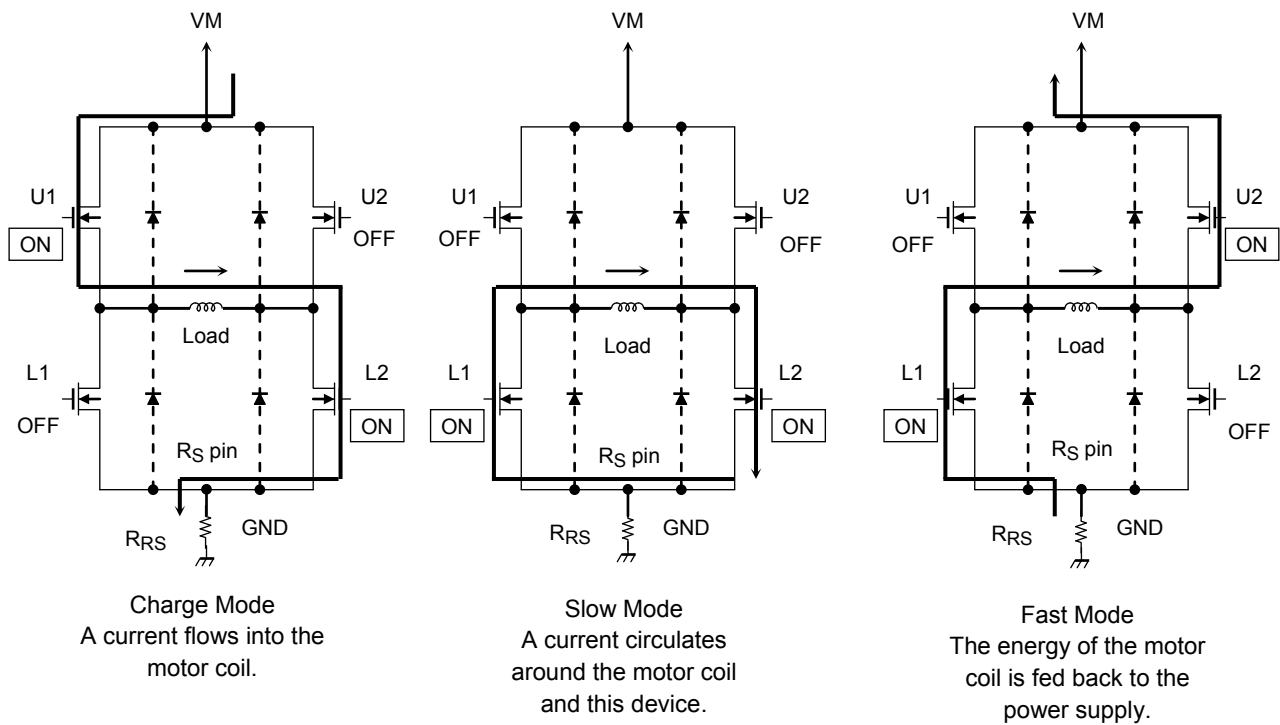 VM
U1
ON
U2
OFF
Load
L1
OFF
L2
ON
RS pin
RRS
GND
Charge Mode
A current flows into the
motor coil.
VM
U1
OFF
U2
OFF
Load
L1
ON
L2
ON
RS pin
RRS
GND
Slow Mode
A current circulates
around the motor coil
and this device.
VM
U1
OFF
U2
ON
Load
L1
ON
L2
OFF
RS pin
RRS
GND
Fast Mode
The energy of the motor
coil is fed back to the
power supply.